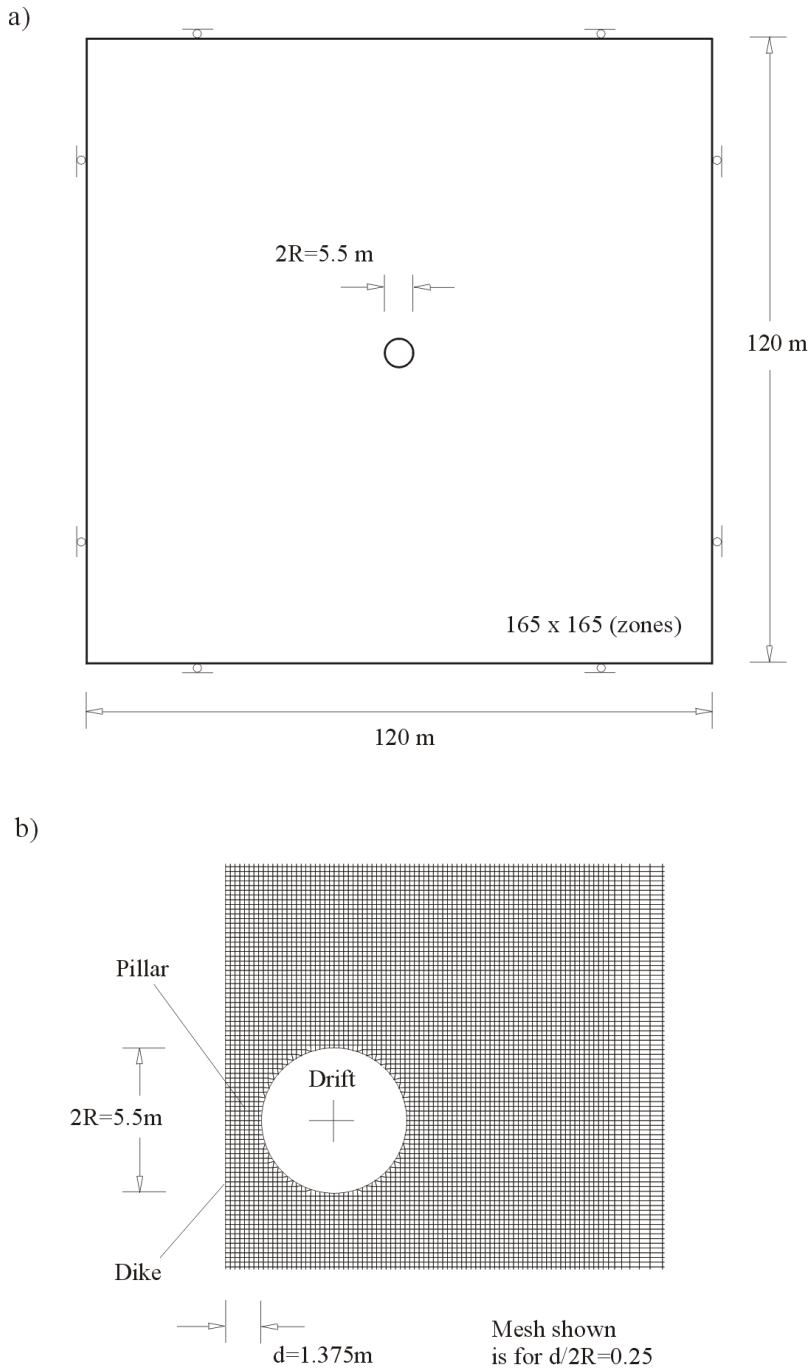 a)
2R=5.5 m
120 m
165 x 165 (zones)
120 m
b)
Pillar
Drift
2R=5.5m
Dike
d=1.375m
Mesh shown
is for d/2R=0.25